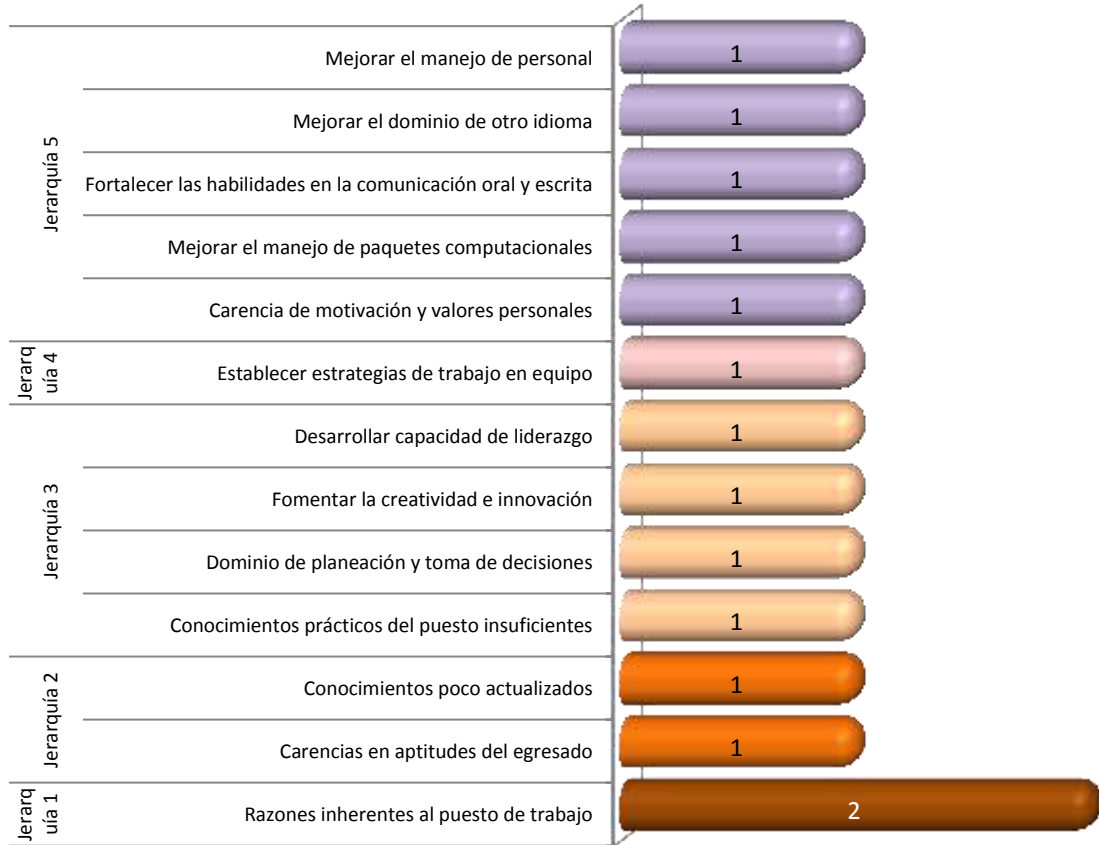 Jerarquía 5
Mejorar el manejo de personal
1
Mejorar el dominio de otro idioma
1
Fortalecer las habilidades en la comunicación oral y escrita
1
Mejorar el manejo de paquetes computacionales
1
Carencia de motivación y valores personales
1
Jerarq
uía 4
Establecer estrategias de trabajo en equipo
1
Jerarquía 3
Desarrollar capacidad de liderazgo
1
Fomentar la creatividad e innovación
1
Dominio de planeación y toma de decisiones
1
Conocimientos prácticos del puesto insuficientes
1
Jerarquía 2
Conocimientos poco actualizados
1
Carencias en aptitudes del egresado
1
Jerarq
uía 1
Razones inherentes al puesto de trabajo
2